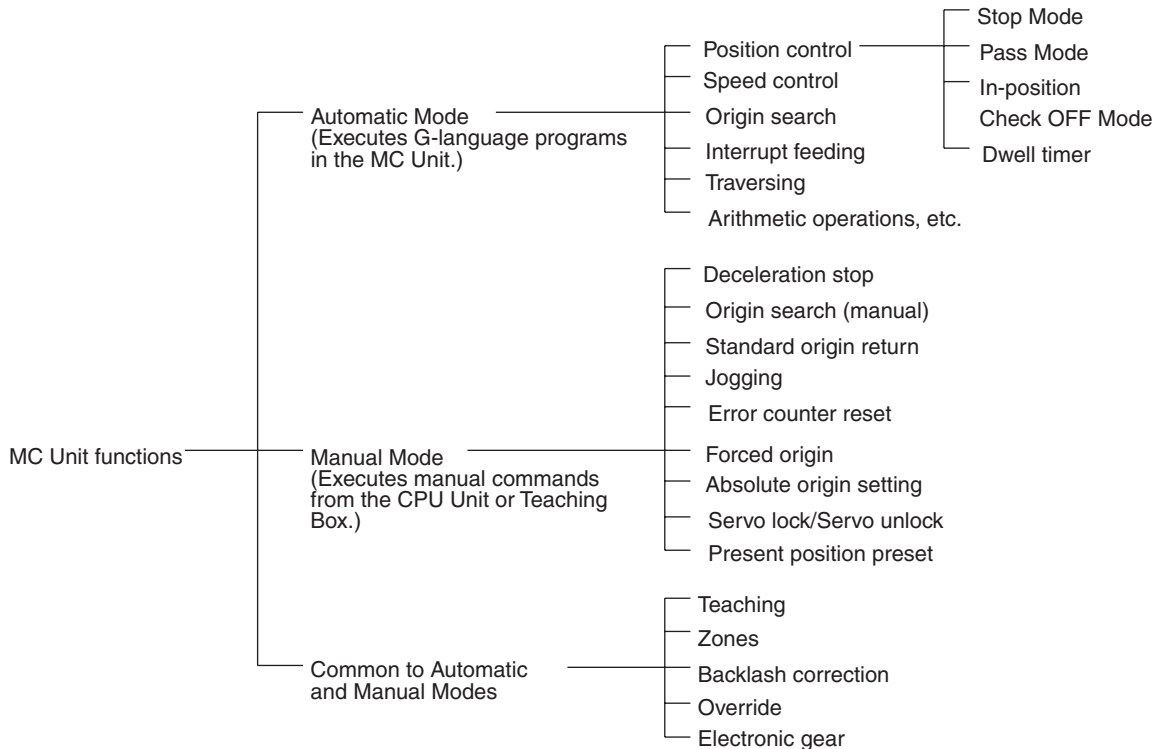 MC Unit functions
Automatic Mode
(Executes G-language programs
in the MC Unit.)
Position control
Stop Mode
Pass Mode
In-position
Check OFF Mode
Dwell timer
Speed control
Origin search
Interrupt feeding
Traversing
Arithmetic operations, etc.
Manual Mode
(Executes manual commands
from the CPU Unit or Teaching
Box.)
Deceleration stop
Origin search (manual)
Standard origin return
Jogging
Error counter reset
Forced origin
Absolute origin setting
Servo lock/Servo unlock
Present position preset
Common to Automatic
and Manual Modes
Teaching
Zones
Backlash correction
Override
Electronic gear